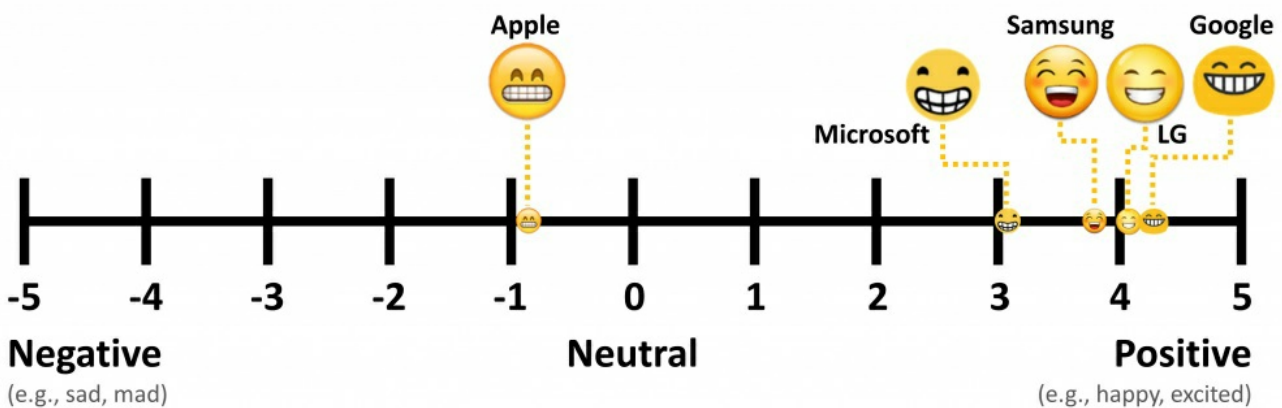 Apple
Samsung
Google
Microsoft
LG
-5 -4 -3 -2 -1 0 1 2 3 4 5
Negative Neutral Positive
(e.g., sad, mad) (e.g., happy, excited)